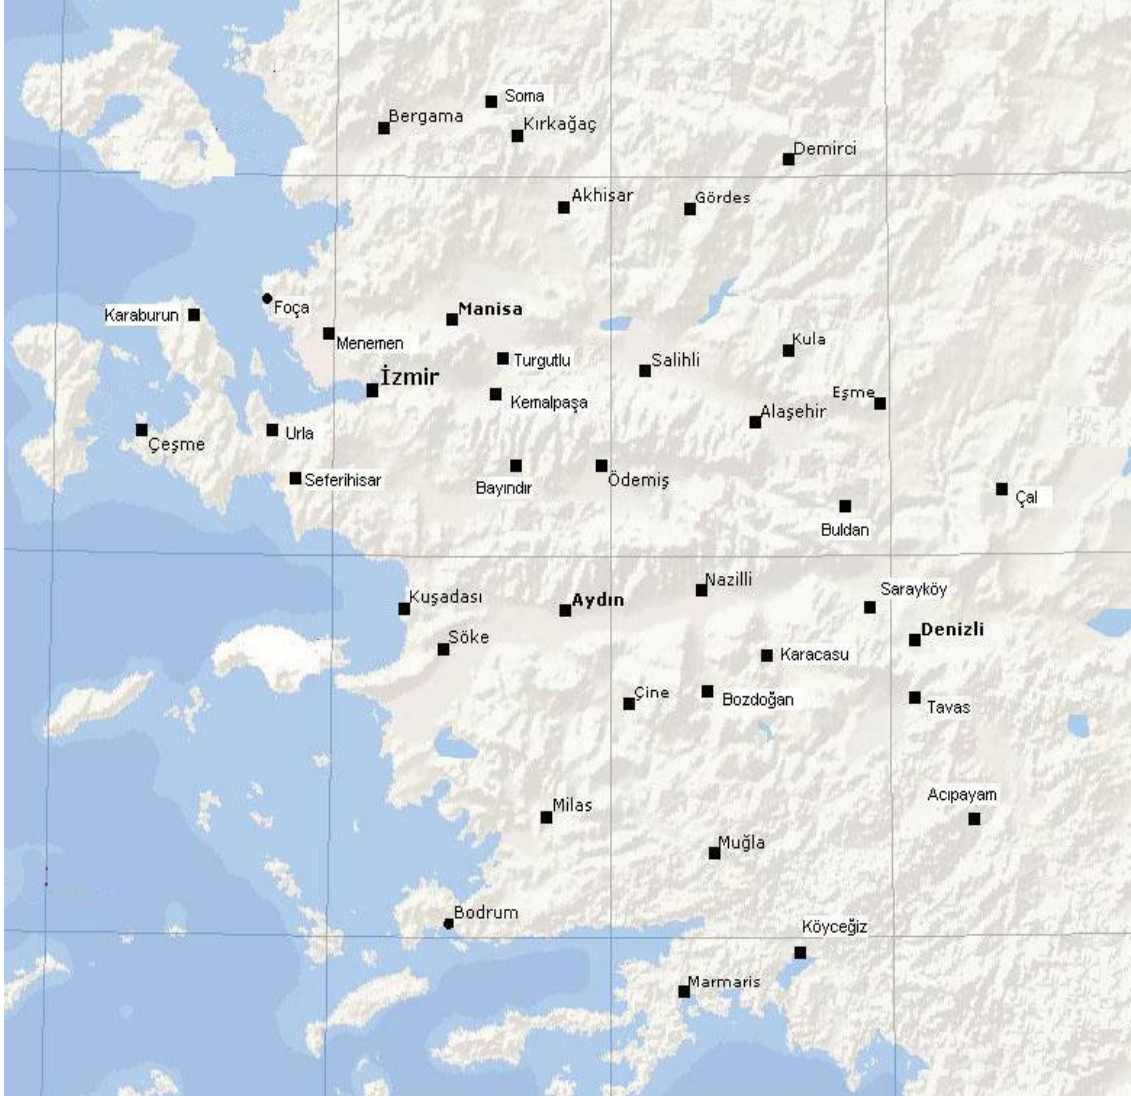 Soma
Bergama
Kırkağaç
Demirci
Akhisar
Gördes
Foça
Karaburun
Manisa
Menemen
Kula
Turgutlu
Salihli
İzmir
Eşme
Kemalpaşa
Alaşehir
Çeşme
Urla
Seferihisar
Bayındır
Ödemiş
Çal
Buldan
Nazilli
Sarayköy
Kuşadası
Aydın
Denizli
Söke
Karacasu
Çine
Bozdoğan
Tavas
Acıpayam
Milas
Muğla
Bodrum
Köyceğiz
Marmaris